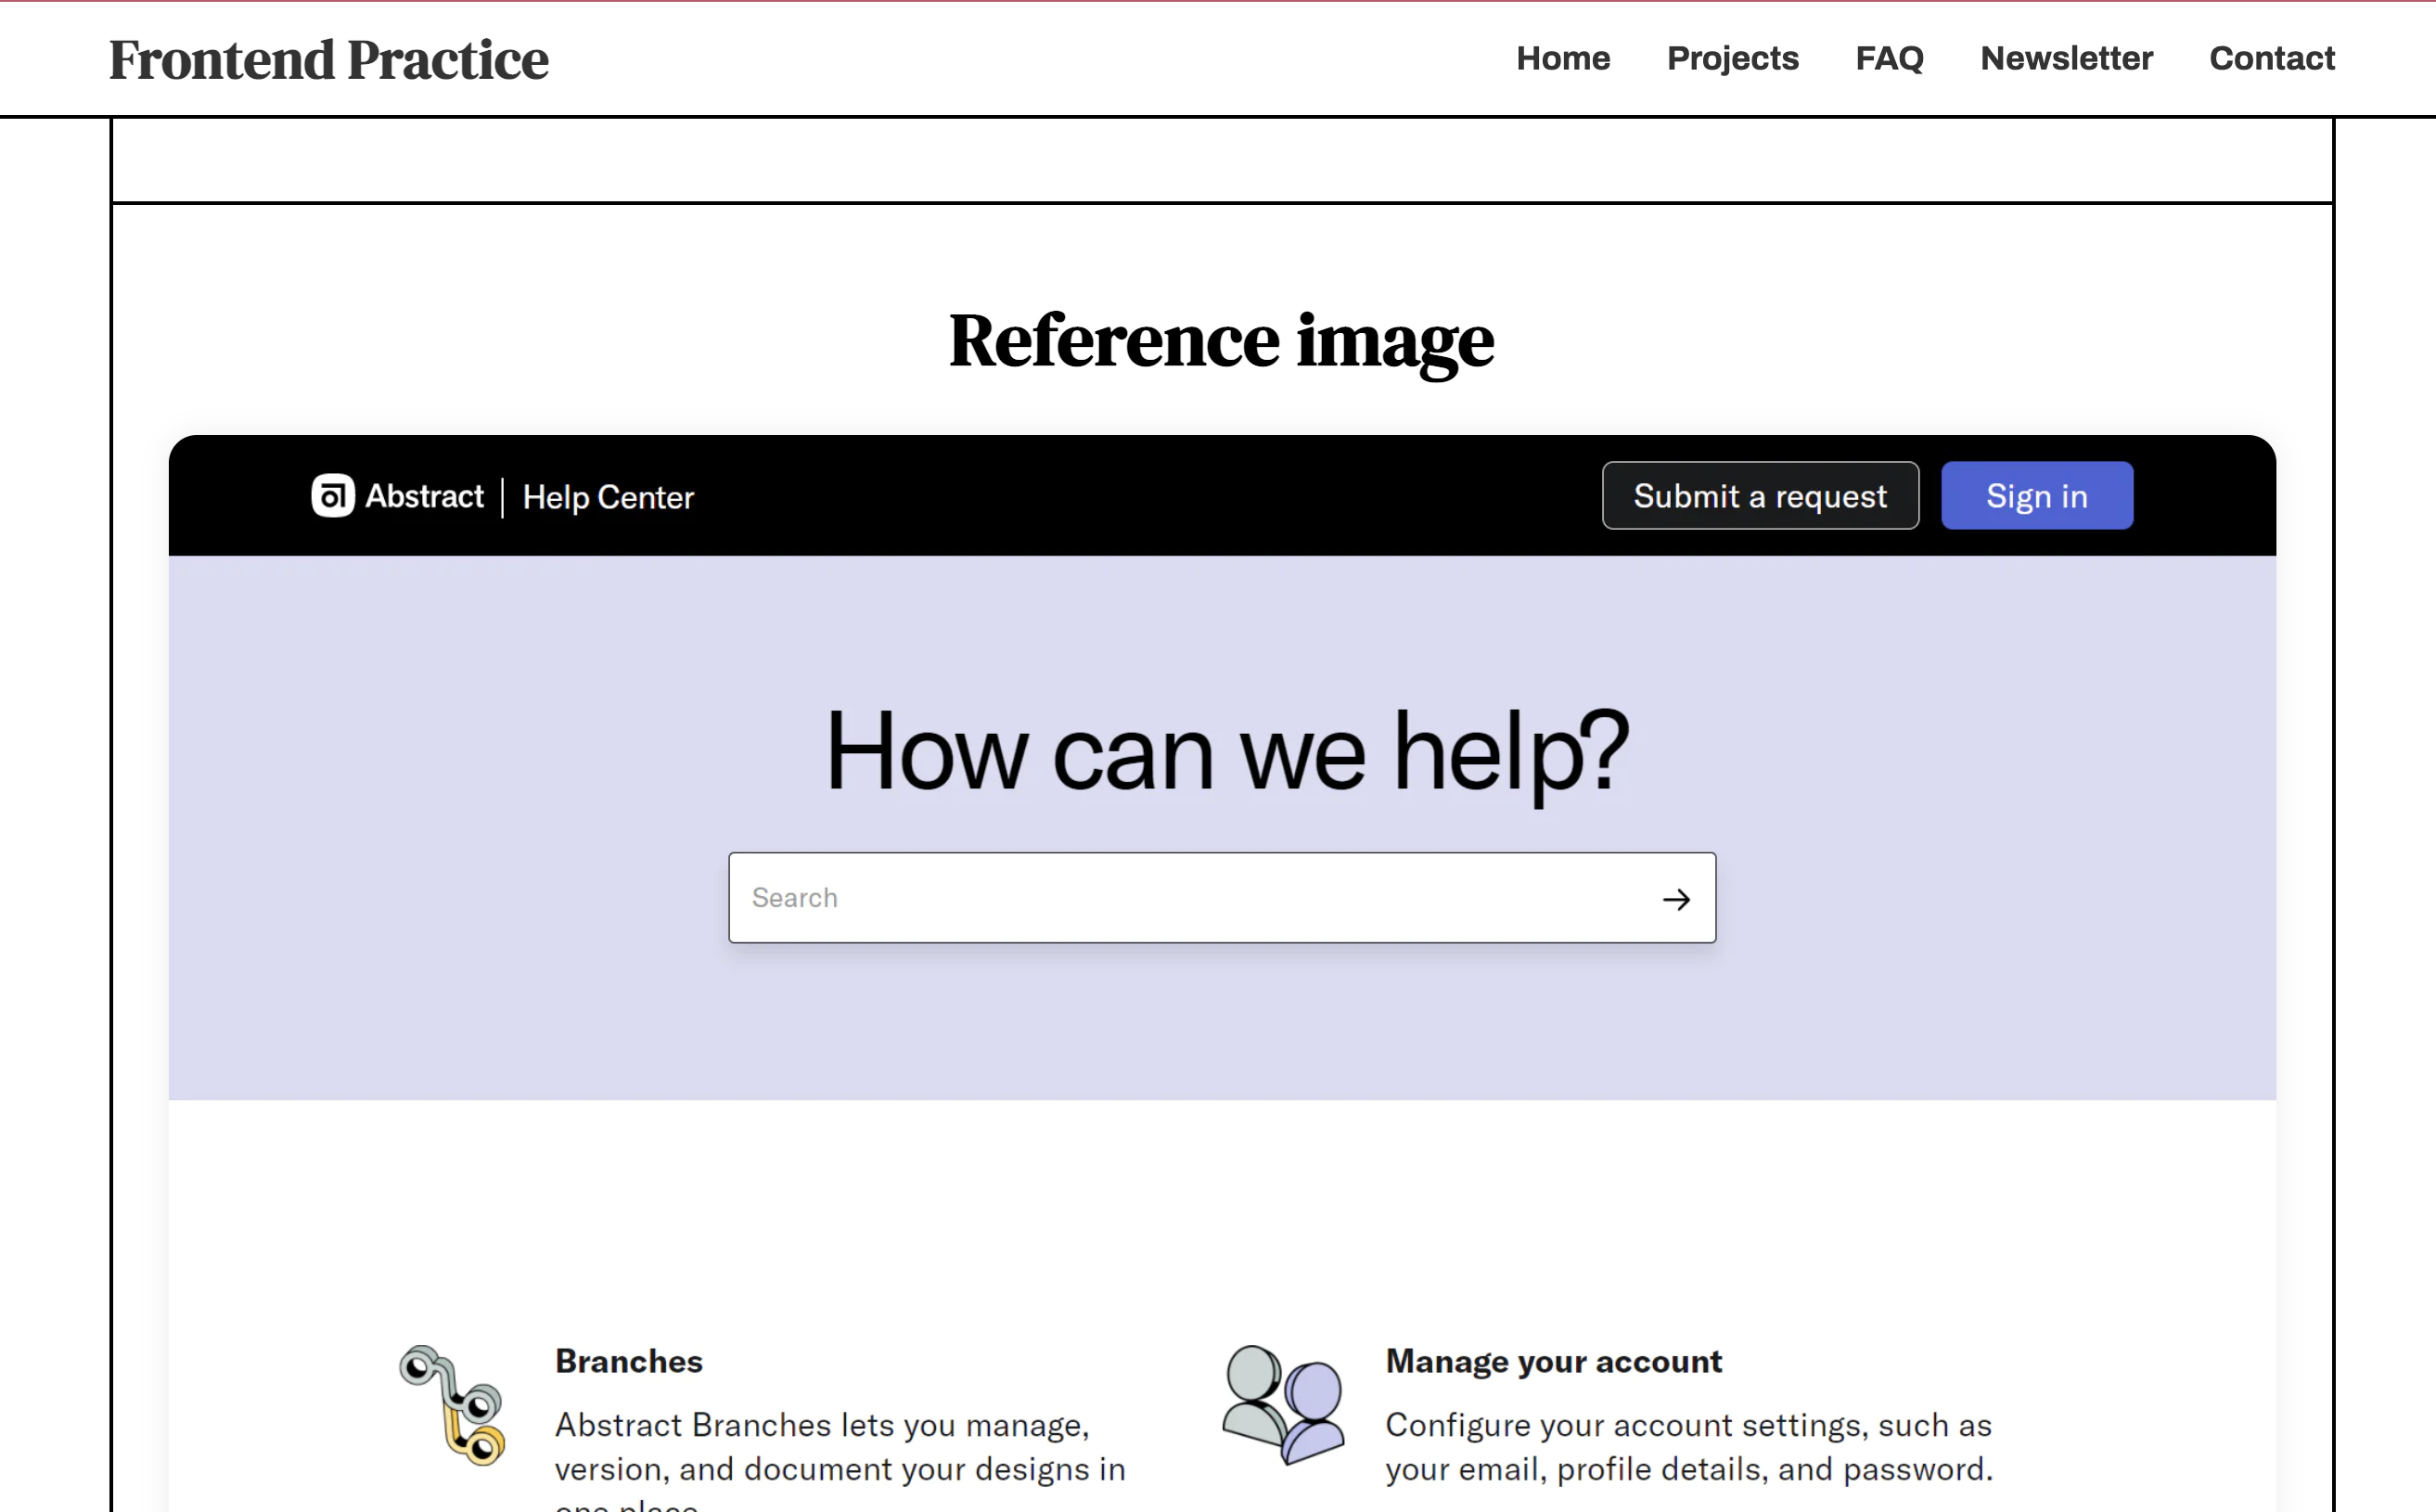 Frontend Practice
Home Projects FAQ Newsletter Contact
Reference image
Abstract | Help Center
Submit a request
Sign in
How can we help?
Search
Branches
Abstract Branches lets you manage,
version, and document your designs in
one place
Manage your account
Configure your account settings, such as
your email, profile details, and password.